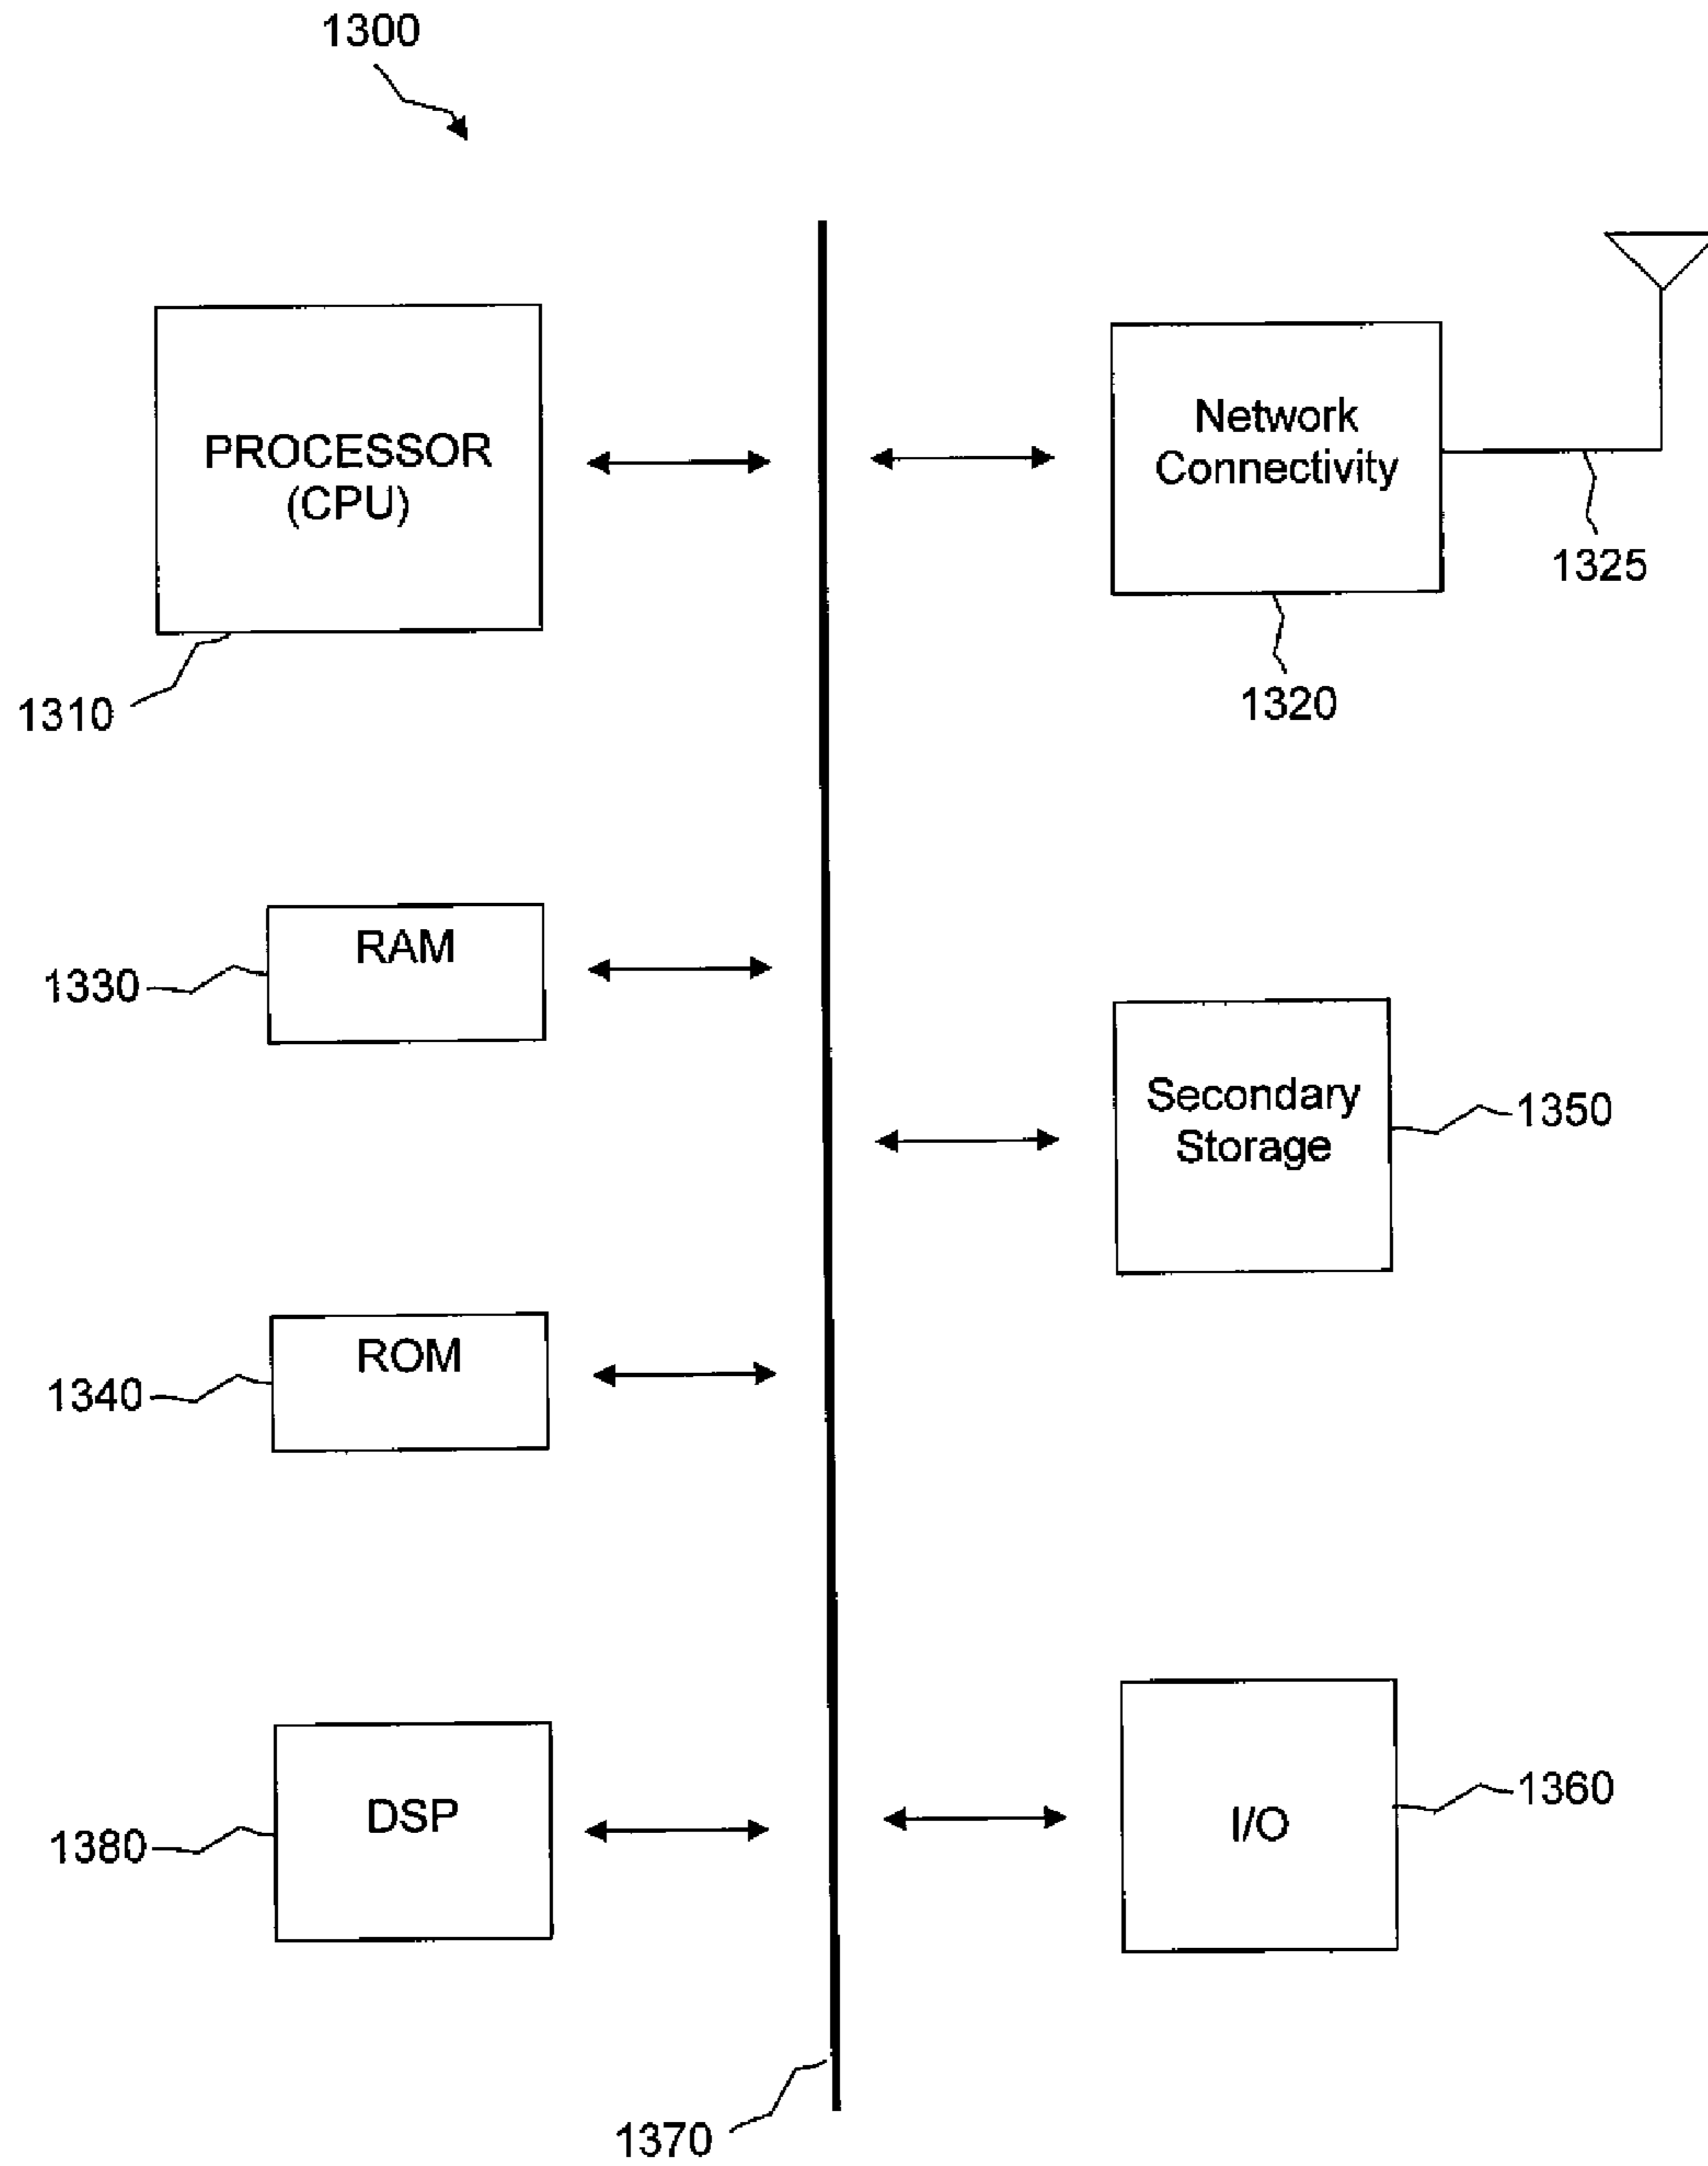 1300
PROCESSOR
(CPU)
1310
Network
Connectivity
1325
1320
RAM
1330
Secondary
Storage
1350
ROM
1340
DSP
1380
I/O
1360
1370